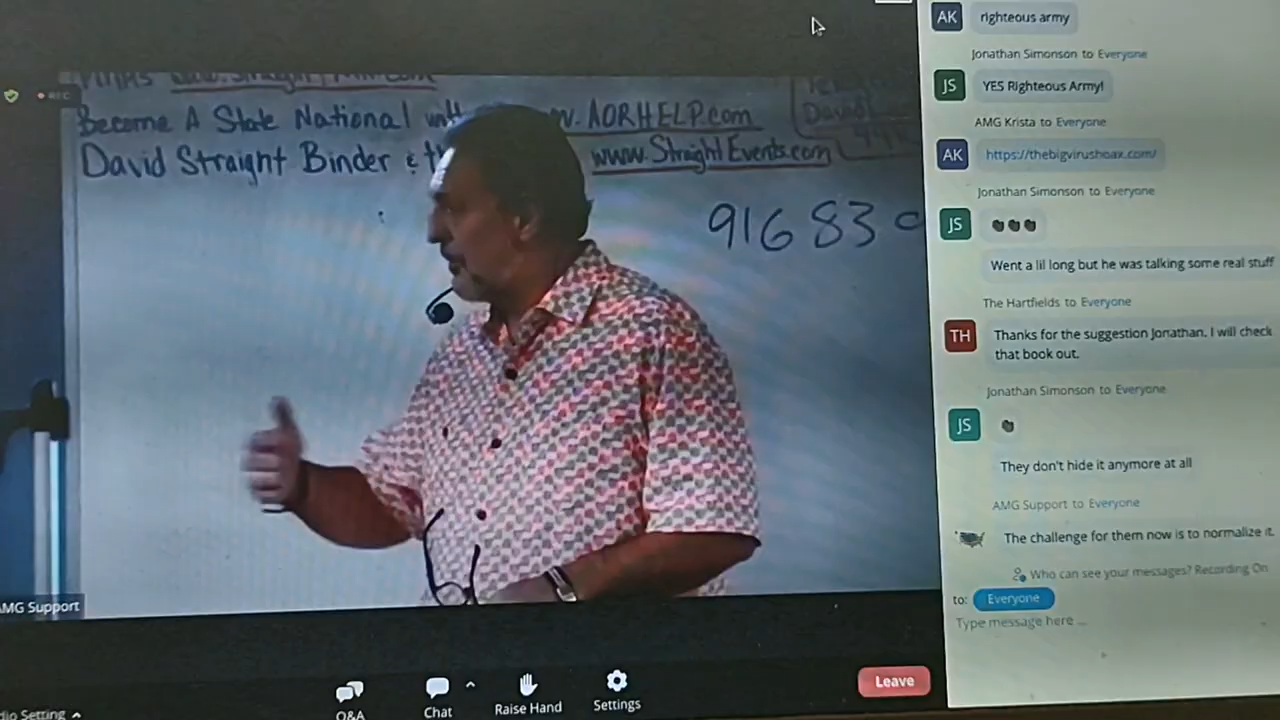 REC
www.Straight
Become A State National with AORHELP.com
David Straight Binder & www.StraightEvents.com
David
91683
AMG Support
Setting
Q&A
Chat
Raise Hand
Settings
Leave
AK
righteous army
Jonathan Simonson to Everyone
JS
YES Righteous Army!
AMG Krista to Everyone
AK
https://thebigvirushoax.com/
Jonathan Simonson to Everyone
JS
Went a lil long but he was talking some real stuff
The Hartfields to Everyone
TH
Thanks for the suggestion Jonathan. I will check
that book out.
Jonathan Simonson to Everyone
JS
They don't hide it anymore at all
AMG Support to Everyone
The challenge for them now is to normalize it.
Who can see your messages? Recording On
to: Everyone
Type message here ...